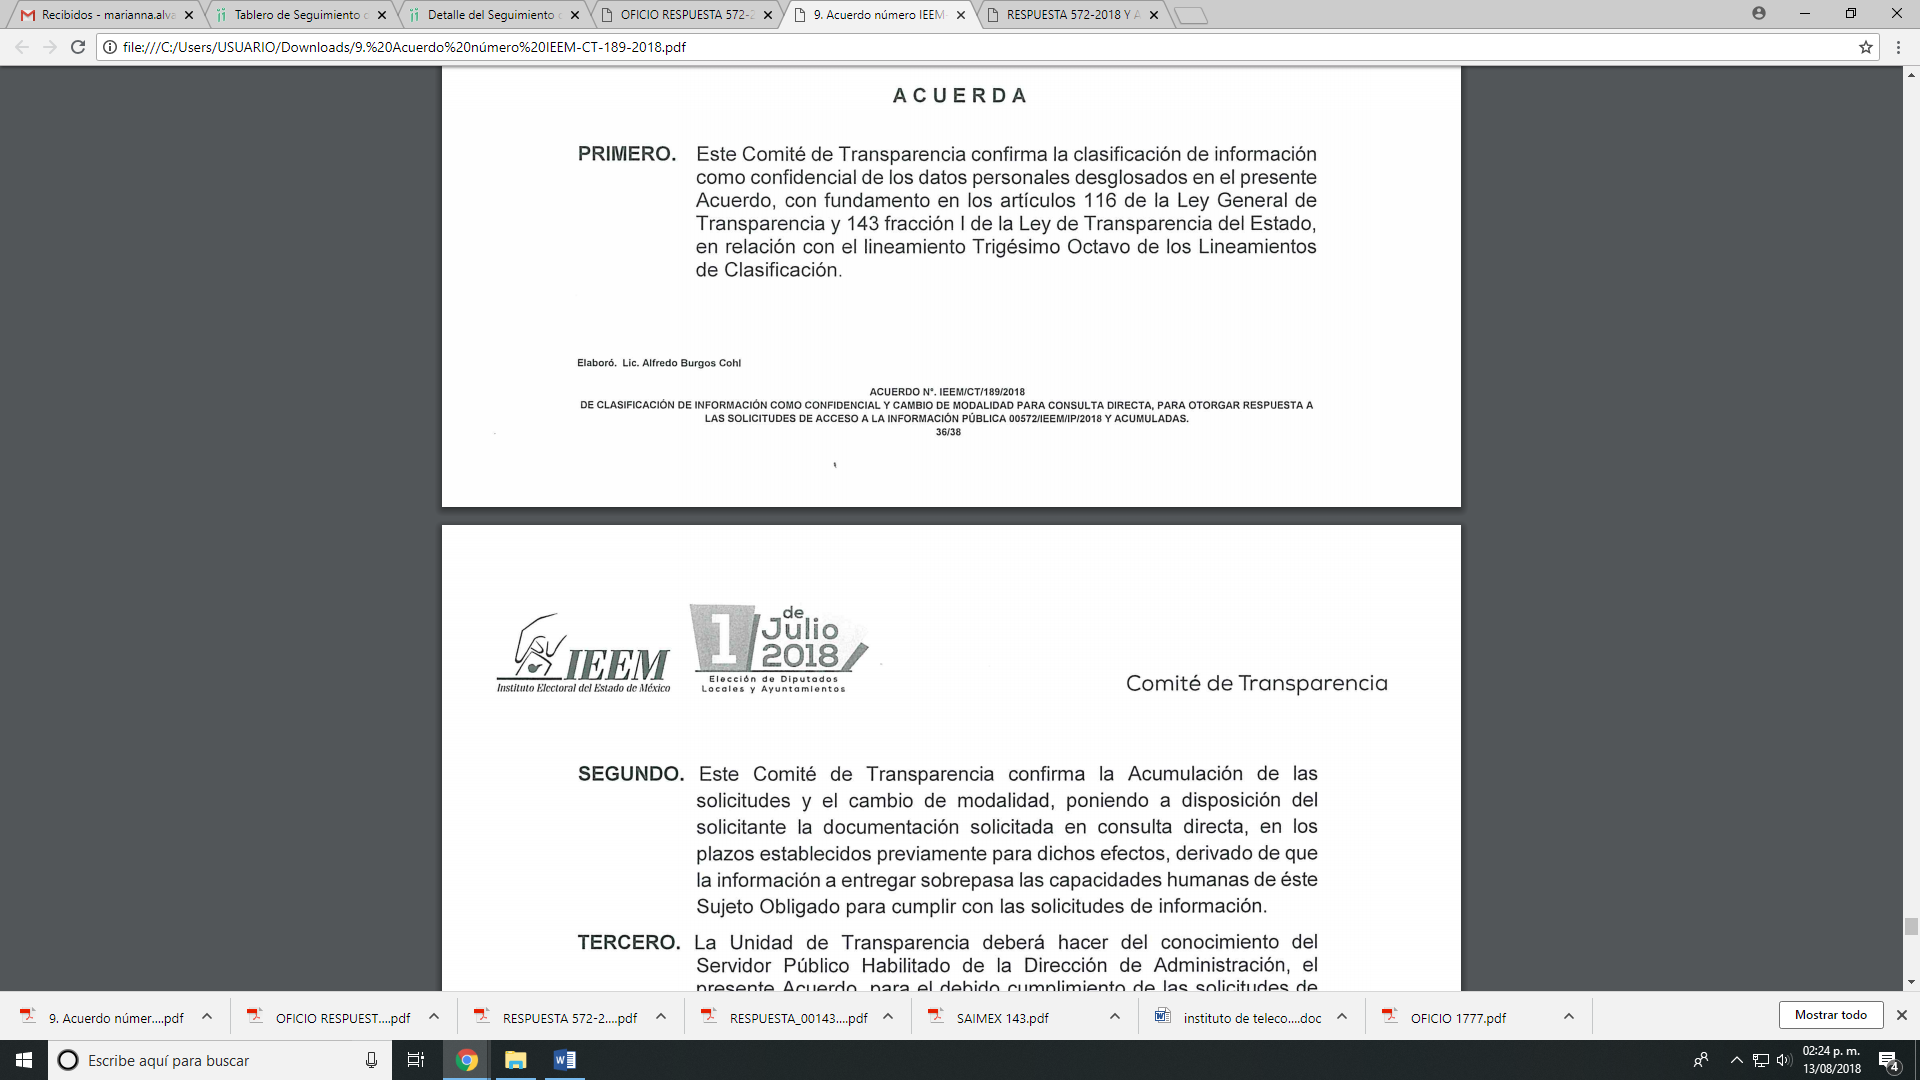 Recibidos - marianna.alva
Tablero de Seguimiento d
Detalle del Seguimiento d
OFICIO RESPUESTA 572-2
9. Acuerdo número IEEM-
RESPUESTA 572-2018 Y A
file:///C:/Users/USUARIO/Downloads/9.%20Acuerdo%20número%20IEEM-CT-189-2018.pdf
A C U E R D A
PRIMERO. Este Comité de Transparencia confirma la clasificación de información
como confidencial de los datos personales desglosados en el presente
Acuerdo, con fundamento en los artículos 116 de la Ley General de
Transparencia y 143 fracción I de la Ley de Transparencia del Estado,
en relación con el lineamiento Trigésimo Octavo de los Lineamientos
de Clasificación.
Elaboró. Lic. Alfredo Burgos Cohl
ACUERDO N°. IEEM/CT/189/2018
DE CLASIFICACIÓN DE INFORMACIÓN COMO CONFIDENCIAL Y CAMBIO DE MODALIDAD PARA CONSULTA DIRECTA, PARA OTORGAR RESPUESTA A
LAS SOLICITUDES DE ACCESO A LA INFORMACIÓN PÚBLICA 00572/IEEM/IP/2018 Y ACUMULADAS.
36/38
IEEM
Instituto Electoral del Estado de México
1 de
Julio
2018
Elección de Diputados
Locales y Ayuntamientos
Comité de Transparencia
SEGUNDO. Este Comité de Transparencia confirma la Acumulación de las
solicitudes y el cambio de modalidad, poniendo a disposición del
solicitante la documentación solicitada en consulta directa, en los
plazos establecidos previamente para dichos efectos, derivado de que
la información a entregar sobrepasa las capacidades humanas de éste
Sujeto Obligado para cumplir con las solicitudes de información.
TERCERO. La Unidad de Transparencia deberá hacer del conocimiento del
Servidor Público Habilitado de la Dirección de Administración, el
presente Acuerdo, para el debido cumplimiento de las solicitudes de
9. Acuerdo númer....pdf
OFICIO RESPUEST....pdf
RESPUESTA 572-2....pdf
RESPUESTA_00143....pdf
SAIMEX 143.pdf
instituto de teleco....doc
OFICIO 1777.pdf
Mostrar todo
Escribe aquí para buscar
02:24 p. m.
13/08/2018
4